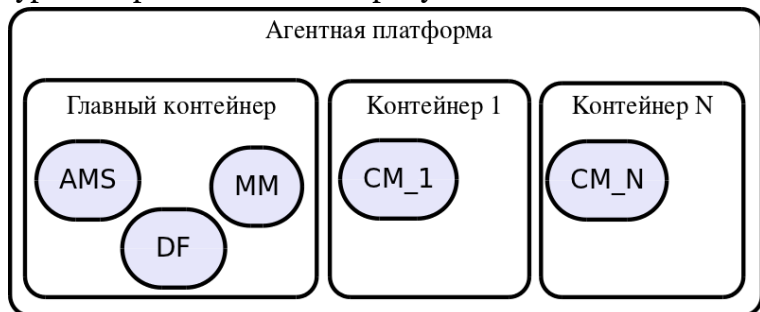 Агентная платформа
Главный контейнер
Контейнер 1
Контейнер N
AMS
MM
CM_1
CM_N
DF